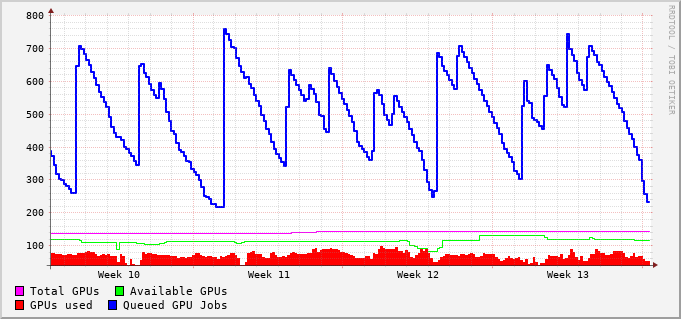 800
700
600
500
400
300
200
100
Week 10 Week 11 Week 12 Week 13
Total GPUs Available GPUs
GPUs used Queued GPU Jobs
RRDTOOL / TOBI OETIKER